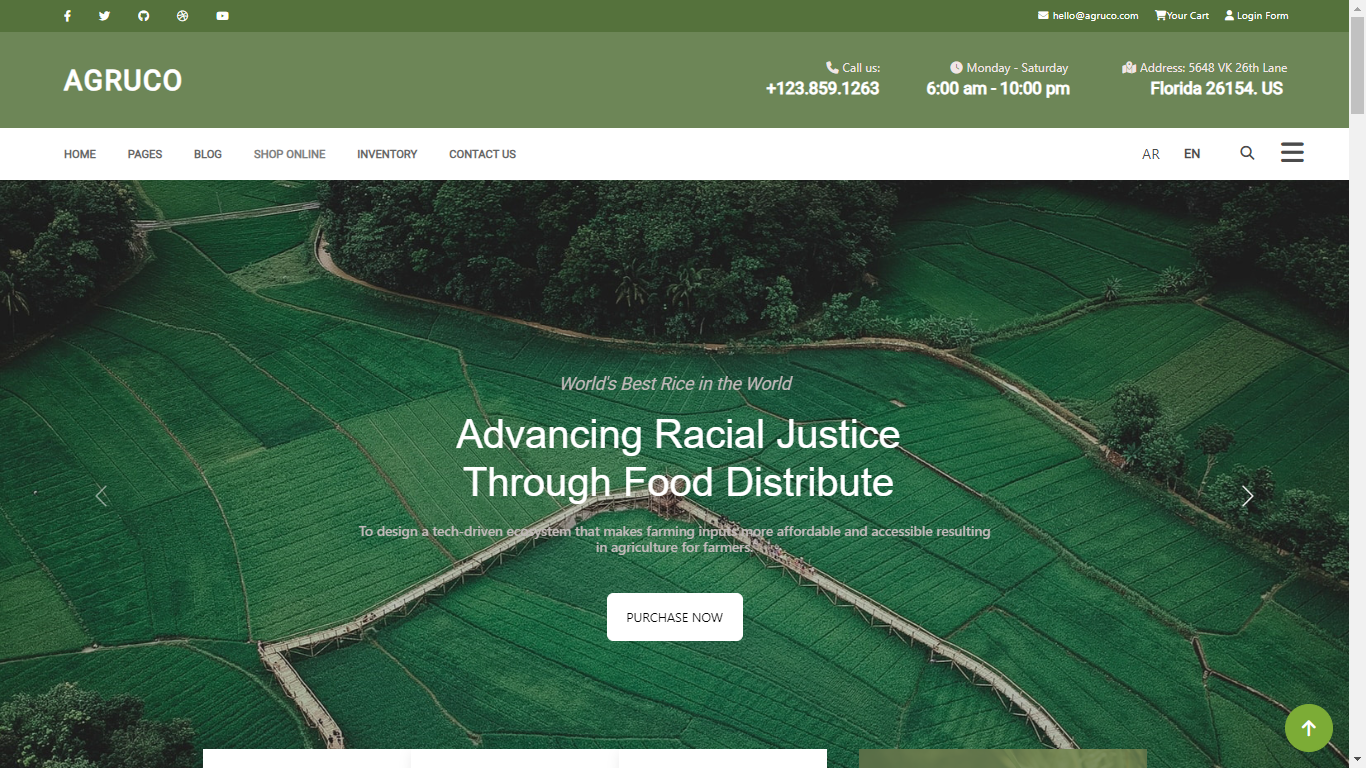 hello@agruco.com Your Cart Login Form
AGRUCO
Call us:
+123.859.1263
Monday - Saturday
6:00 am - 10:00 pm
Address: 5648 VK 26th Lane
Florida 26154. US
HOME PAGES BLOG SHOP ONLINE INVENTORY CONTACT US AR EN
World's Best Rice in the World
Advancing Racial Justice
Through Food Distribute
To design a tech-driven ecosystem that makes farming inputs more affordable and accessible resulting
in agriculture for farmers.
PURCHASE NOW